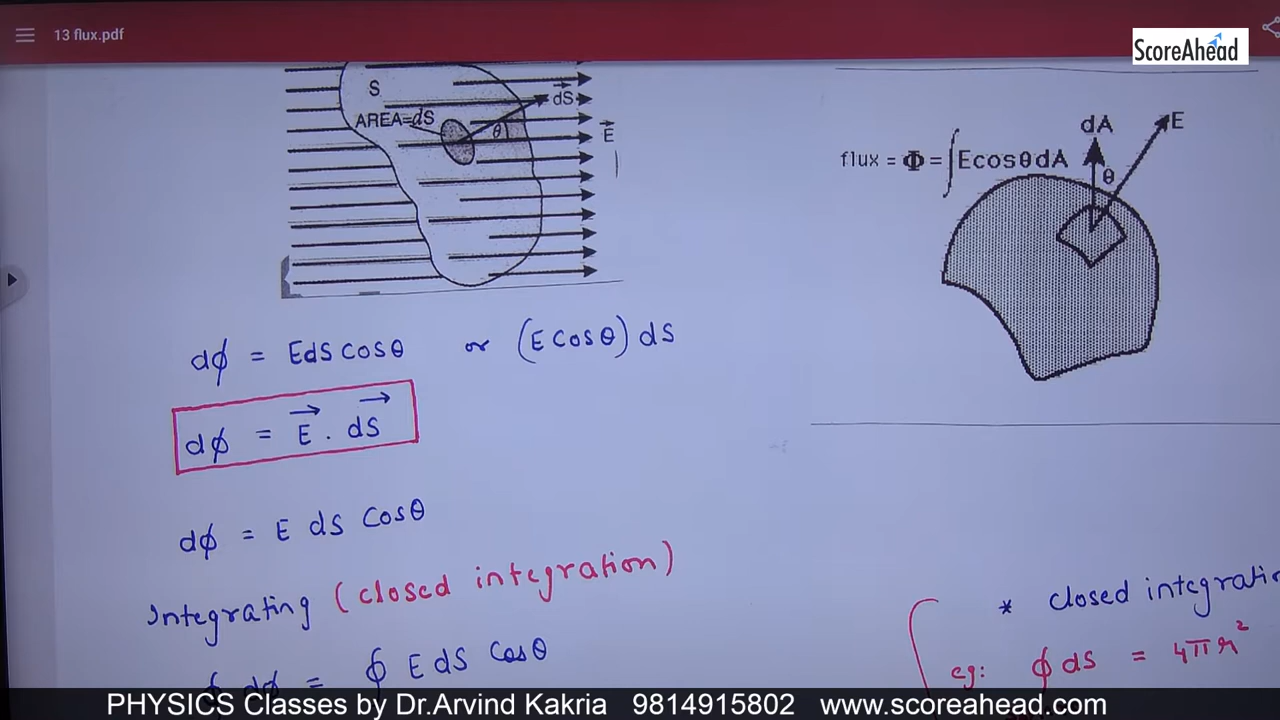 13 flux.pdf
ScoreAhead
S
AREA=dS
dS
θ
E
dA
E
flux = Φ = ∫Ecosθ dA
θ
dϕ = Eds cosθ or (E cosθ) ds
dϕ = E . ds
dϕ = E ds cosθ
Integrating (closed integration)
∮ dϕ = ∮ E ds cosθ
* closed integratio
eg: ∮ ds = 4πr²
PHYSICS Classes by Dr.Arvind Kakria 9814915802 www.scoreahead.com